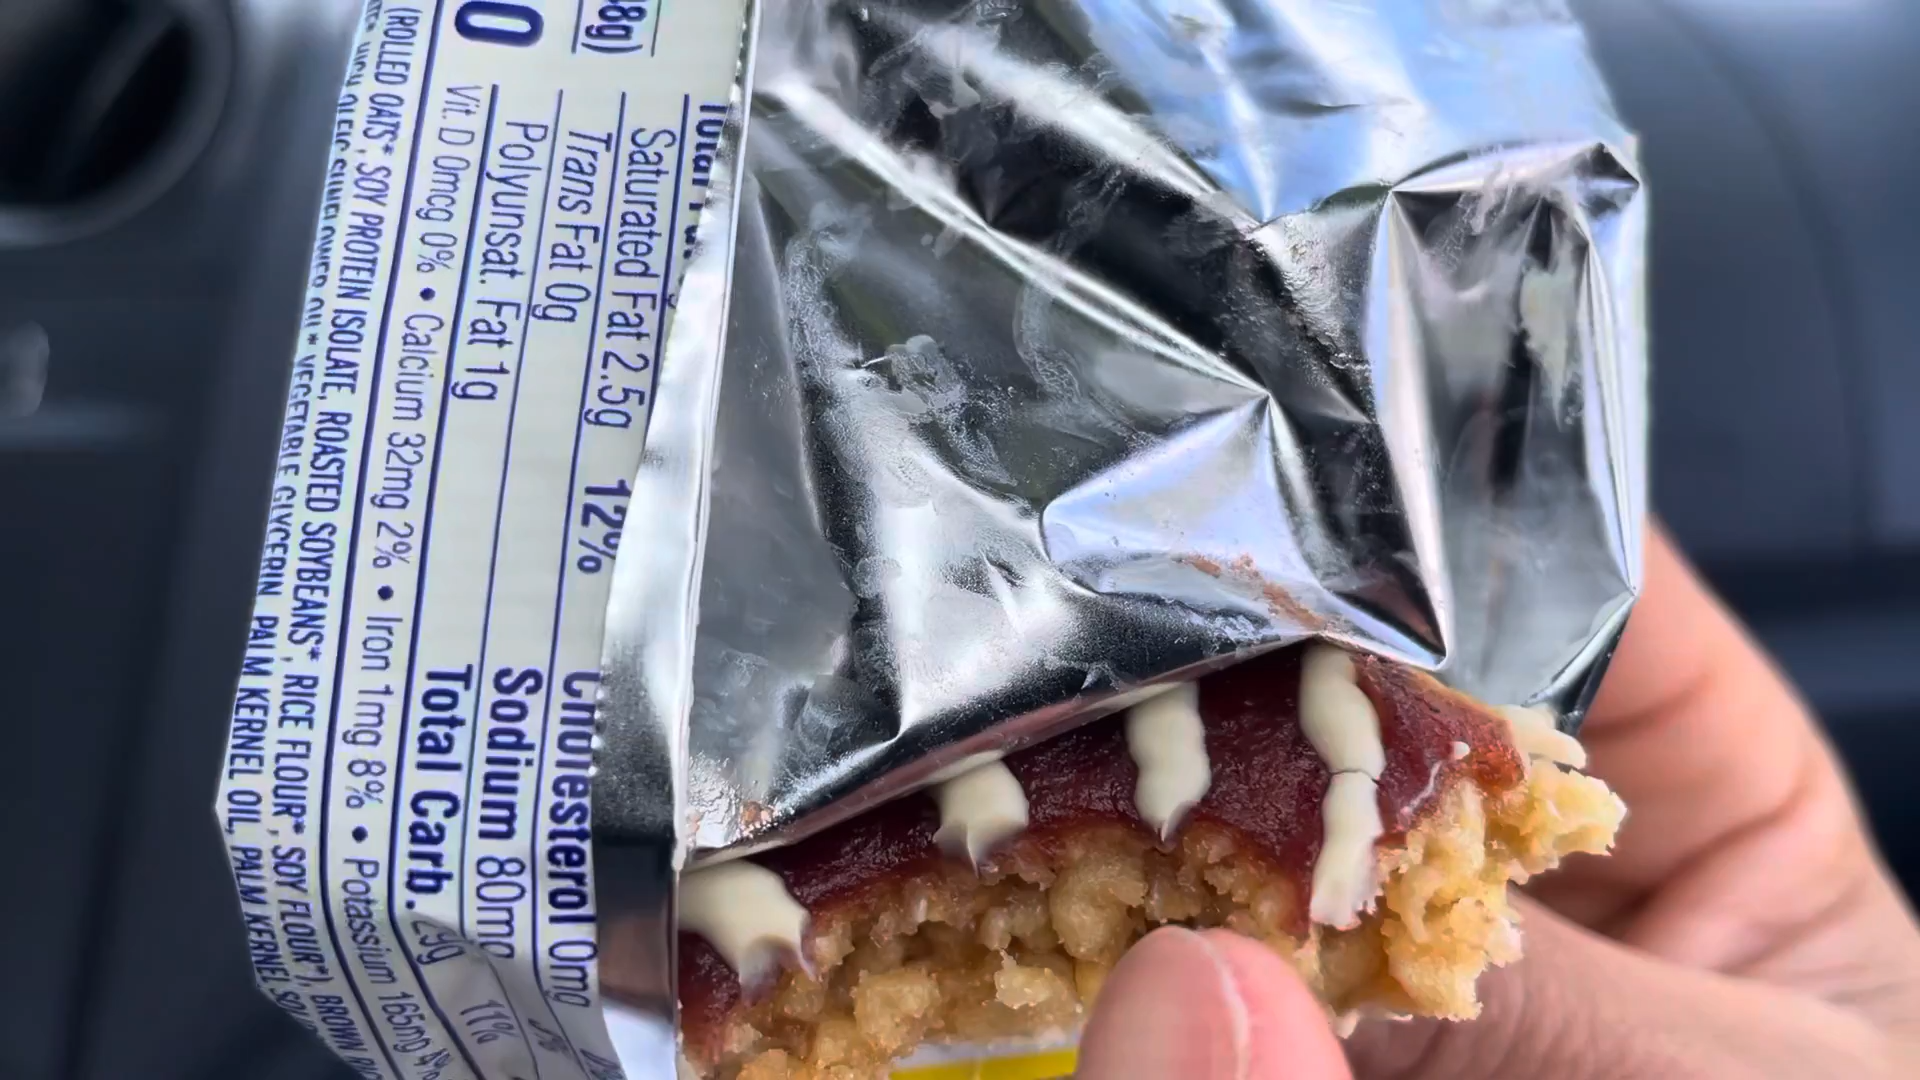 8g)
0
Saturated Fat 2.5g 12%
Trans Fat 0g
Polyunsat. Fat 1g
Cholesterol 0mg
Sodium 80mg
Total Carb. 29g 11%
Vit. D 0mcg 0% • Calcium 32mg 2% • Iron 1mg 8% • Potassium 165mg 4%
(ROLLED OATS*, SOY PROTEIN ISOLATE, ROASTED SOYBEANS*, RICE FLOUR*, SOY FLOUR*), BROWN
VEGETABLE GLYCERIN, PALM KERNEL OIL, PALM KERNEL